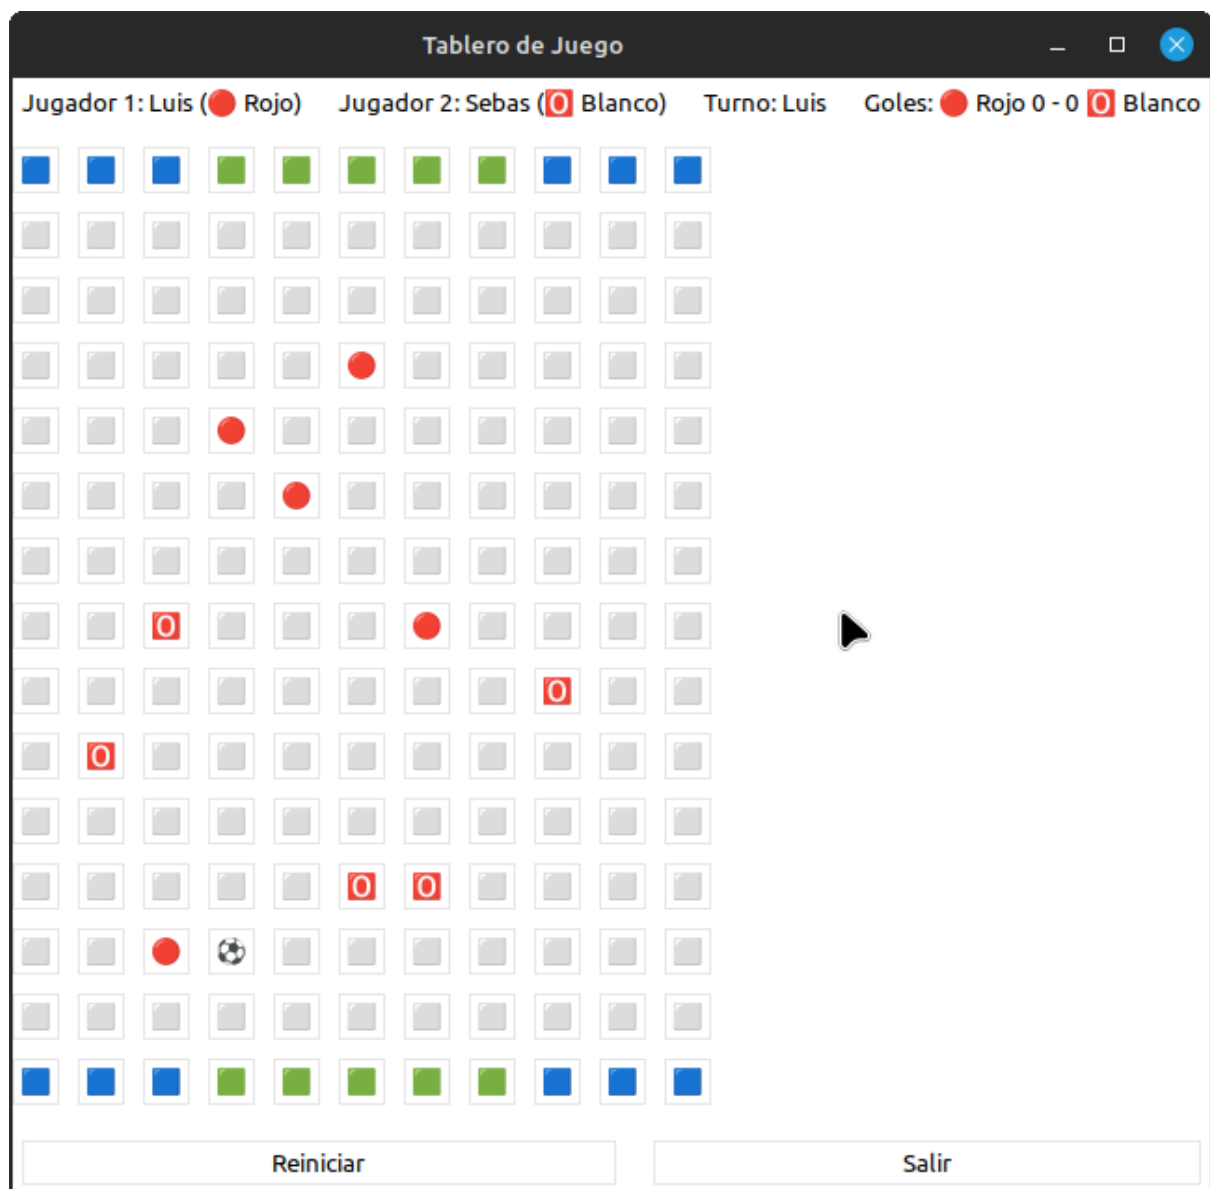 Tablero de Juego
Jugador 1: Luis (🔴 Rojo) Jugador 2: Sebas (🅾 Blanco) Turno: Luis Goles: 🔴 Rojo 0 - 0 🅾 Blanco
O O
O
O
O O
Reiniciar Salir